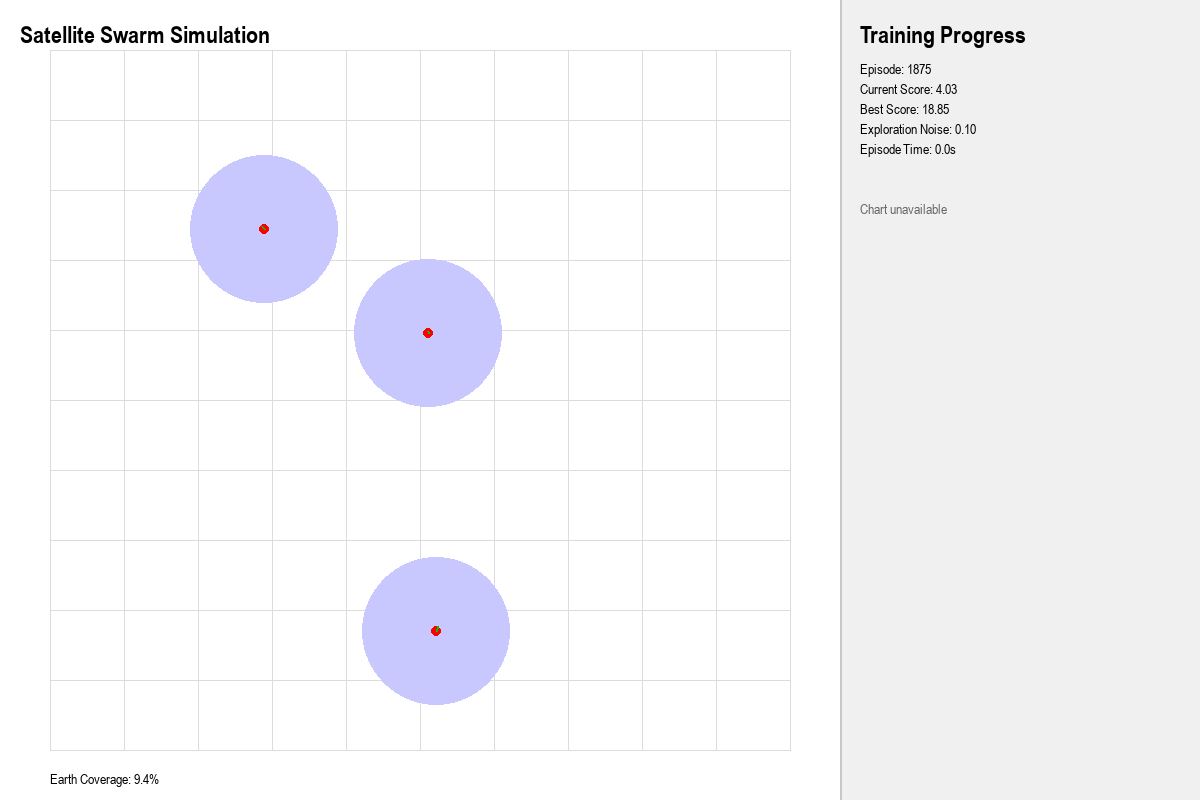 Satellite Swarm Simulation
Earth Coverage: 9.4%
Training Progress
Episode: 1875
Current Score: 4.03
Best Score: 18.85
Exploration Noise: 0.10
Episode Time: 0.0s
Chart unavailable